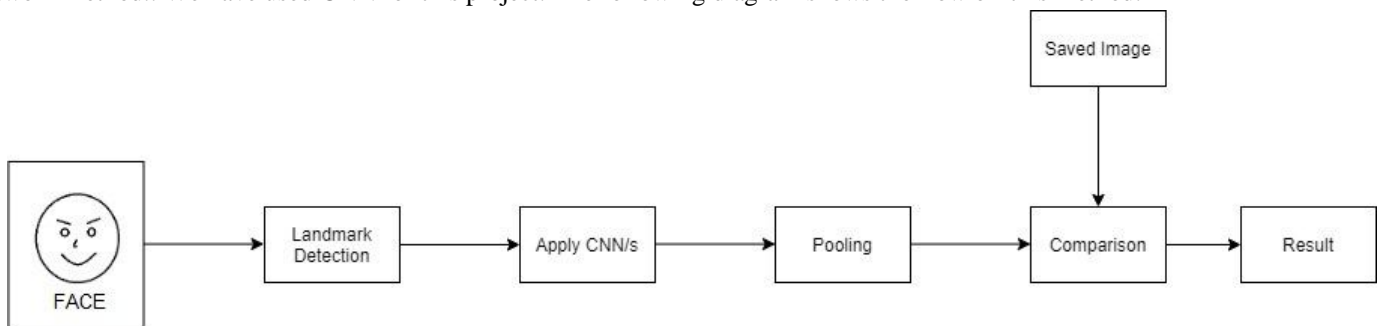 Saved Image
FACE
Landmark
Detection
Apply CNN/s
Pooling
Comparison
Result